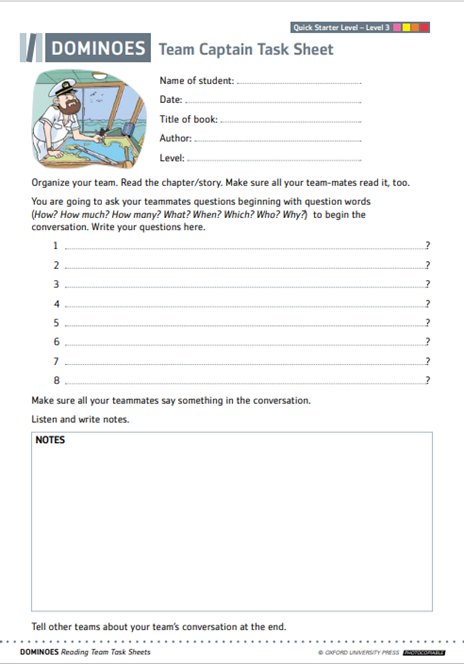 Quick Starter Level – Level 3
DOMINOES Team Captain Task Sheet
Name of student:
Date:
Title of book:
Author:
Level:
Organize your team. Read the chapter/story. Make sure all your team-mates read it, too.
You are going to ask your teammates questions beginning with question words
(How? How much? How many? What? When? Which? Who? Why?) to begin the
conversation. Write your questions here.
1 ?
2 ?
3 ?
4 ?
5 ?
6 ?
7 ?
8 ?
Make sure all your teammates say something in the conversation.
Listen and write notes.
NOTES
Tell other teams about your team's conversation at the end.
DOMINOES Reading Team Task Sheets © OXFORD UNIVERSITY PRESS PHOTOCOPIABLE